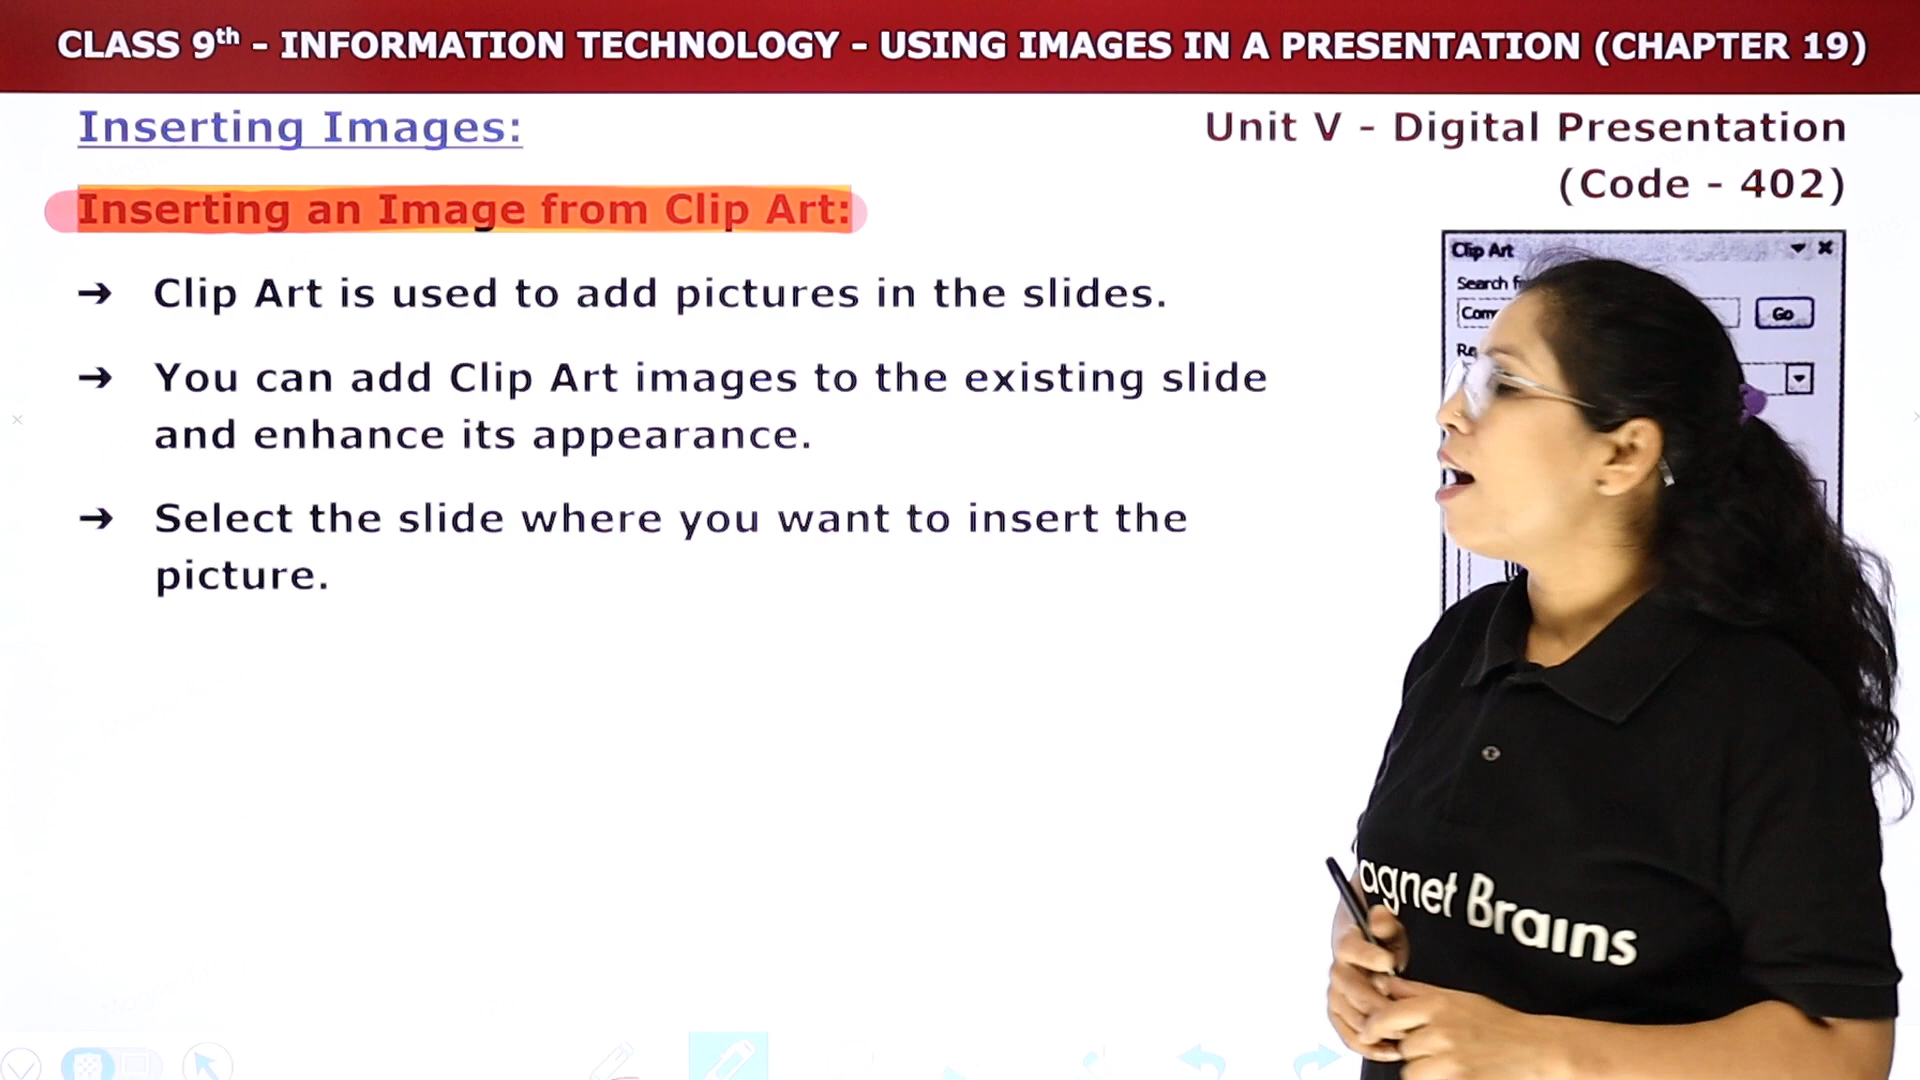 CLASS 9th - INFORMATION TECHNOLOGY - USING IMAGES IN A PRESENTATION (CHAPTER 19)
Inserting Images:
Unit V - Digital Presentation
(Code - 402)
Inserting an Image from Clip Art:
➔ Clip Art is used to add pictures in the slides.
➔ You can add Clip Art images to the existing slide
and enhance its appearance.
➔ Select the slide where you want to insert the
picture.
Clip Art
Search
Go
agnet Brains